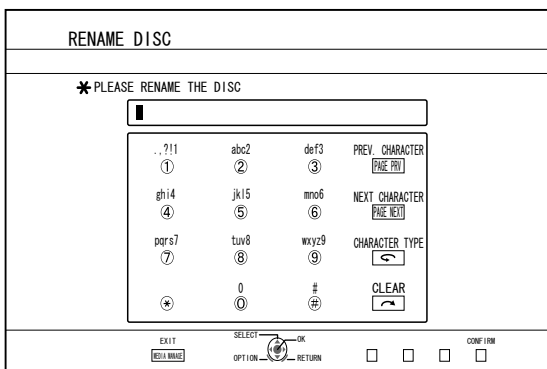 RENAME DISC
✱PLEASE RENAME THE DISC
.,?!1 abc2 def3 PREV. CHARACTER
① ② ③ PAGE PRV
ghi4 jkl5 mno6 NEXT CHARACTER
④ ⑤ ⑥ PAGE NEXT
pqrs7 tuv8 wxyz9 CHARACTER TYPE
⑦ ⑧ ⑨
0 # CLEAR
✱ ⓪ #
EXIT SELECT OK CONFIRM
MEDIA MANAGE OPTION RETURN